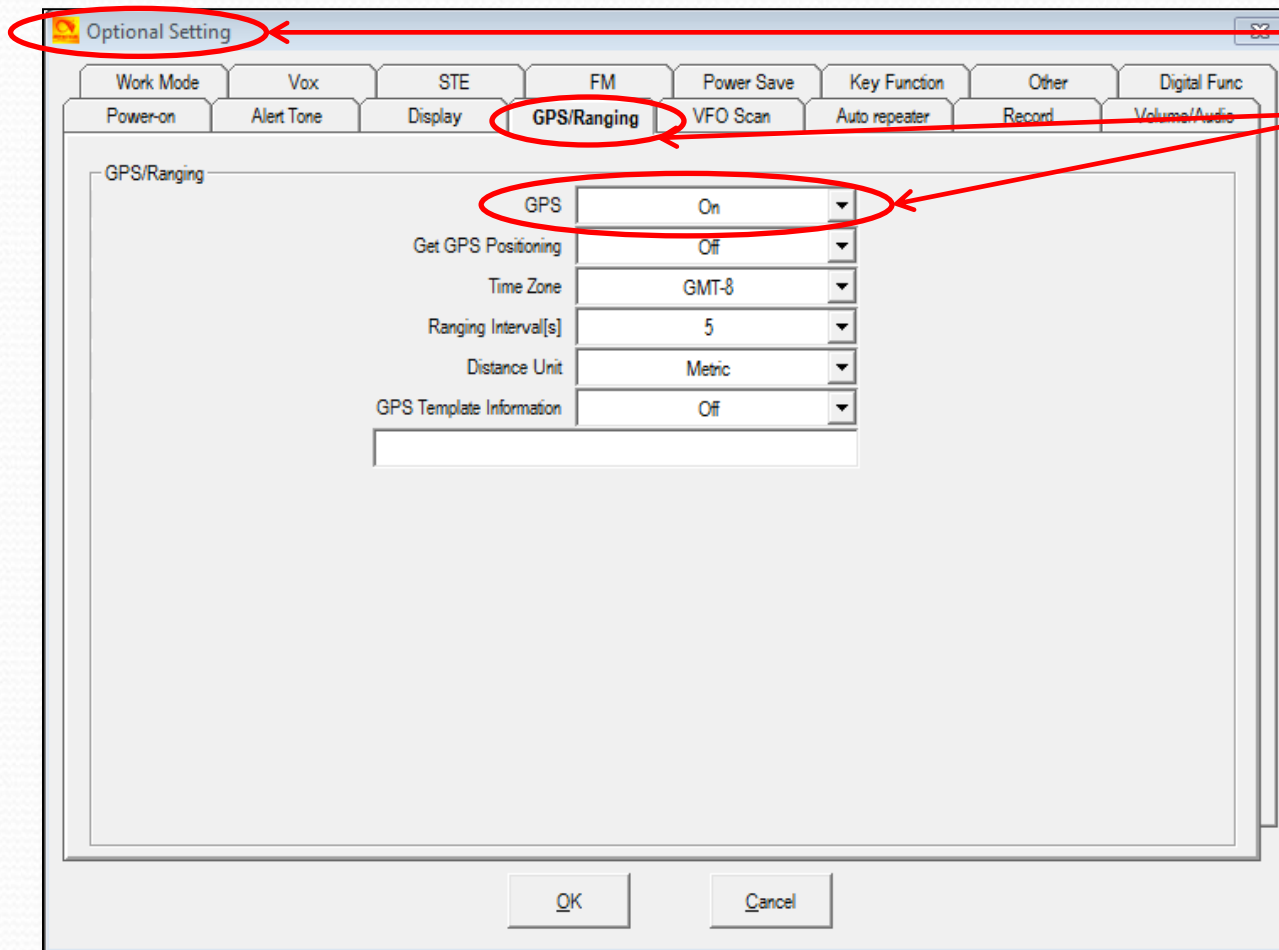 Optional Setting
Work Mode Vox STE FM Power Save Key Function Other Digital Func
Power-on Alert Tone Display GPS/Ranging VFO Scan Auto repeater Record Volume/Audio
GPS/Ranging
GPS On
Get GPS Positioning Off
Time Zone GMT-8
Ranging Interval[s] 5
Distance Unit Metric
GPS Template Information Off
OK Cancel